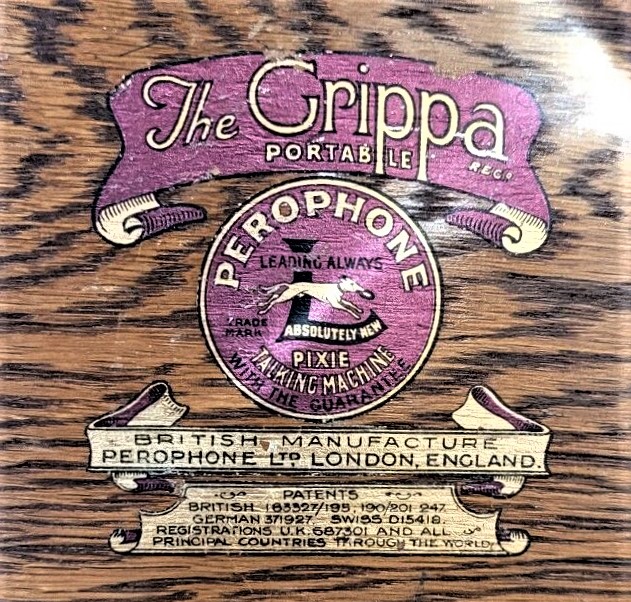 The Grippa
PORTABLE
REGD
PEROPHONE
LEADING ALWAYS
L
TRADE
MARK
ABSOLUTELY NEW
PIXIE
TALKING MACHINE
WITH THE GUARANTEE
BRITISH MANUFACTURE
PEROPHONE LTD LONDON, ENGLAND.
PATENTS
BRITISH 183327/195. 190/201 247.
GERMAN 371927. SWISS D15418.
REGISTRATIONS U.K. 687301 AND ALL
PRINCIPAL COUNTRIES THROUGH THE WORLD.